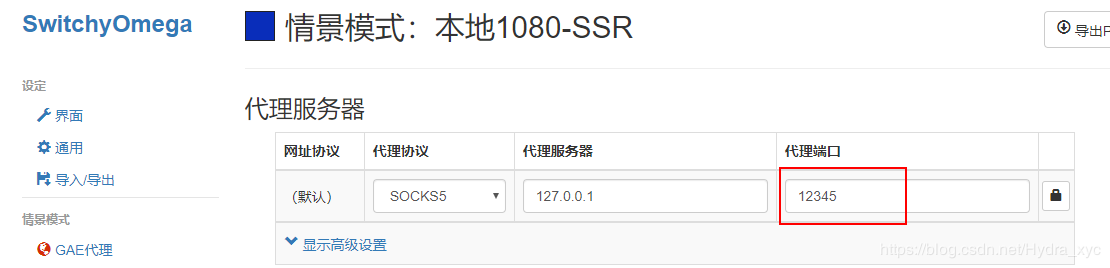 SwitchyOmega
情景模式：本地1080-SSR
导出P
设定
界面
通用
导入/导出
情景模式
GAE代理
代理服务器
网址协议 代理协议 代理服务器 代理端口
(默认) SOCKS5 127.0.0.1 12345
显示高级设置
https://blog.csdn.net/Hydra_xyc